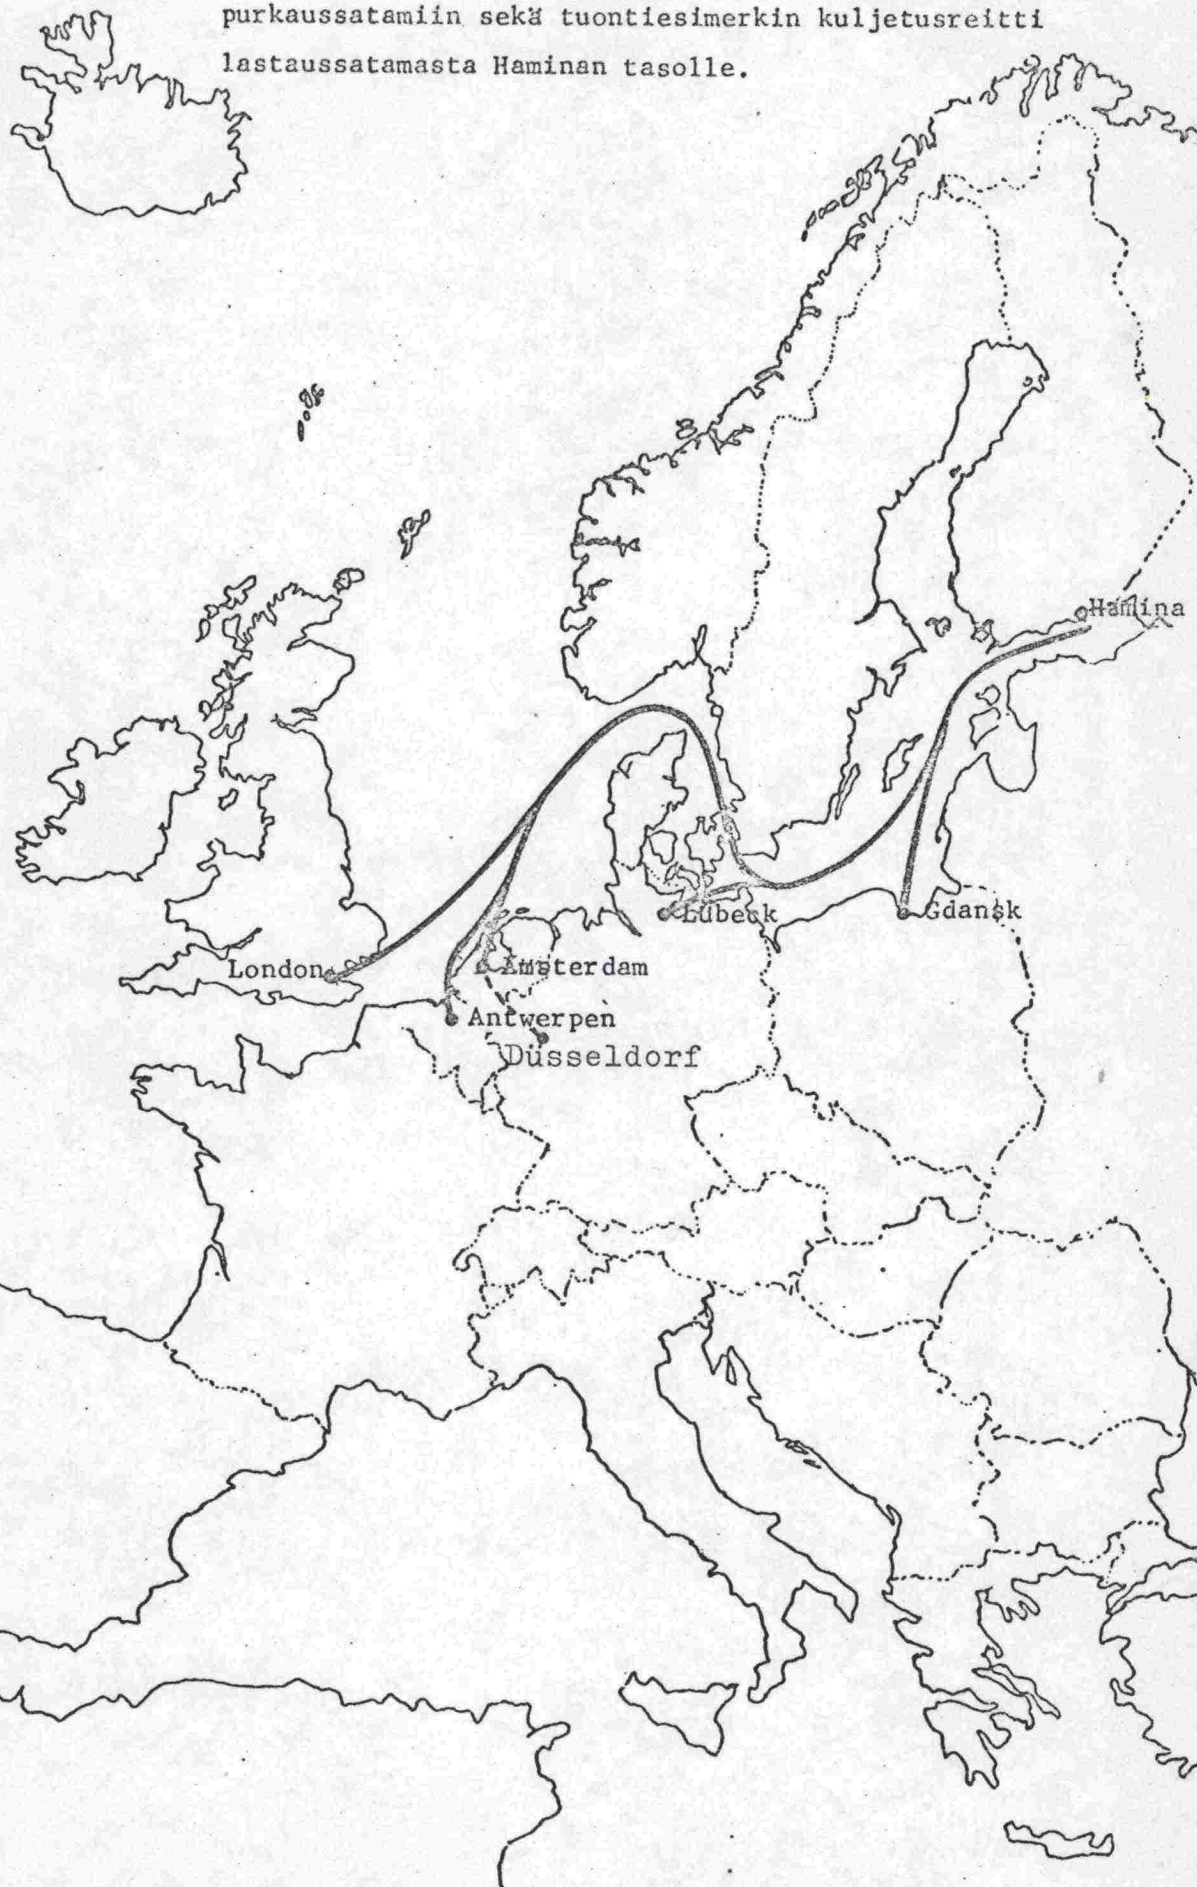 purkaussatamiin sekä tuontiesimerkin kuljetusreitti
lastaussatamasta Haminan tasolle.
Hamina
Lübeck
Gdansk
London
Amsterdam
Antwerpen
Düsseldorf